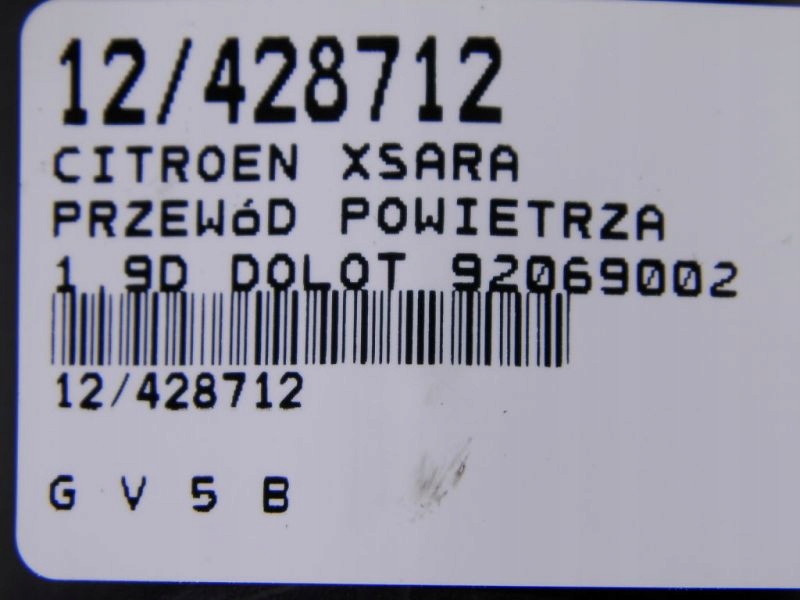 12/428712
CITROEN XSARA
PRZEWóD POWIETRZA
1.9D DOLOT 92069002
12/428712
G V 5 B